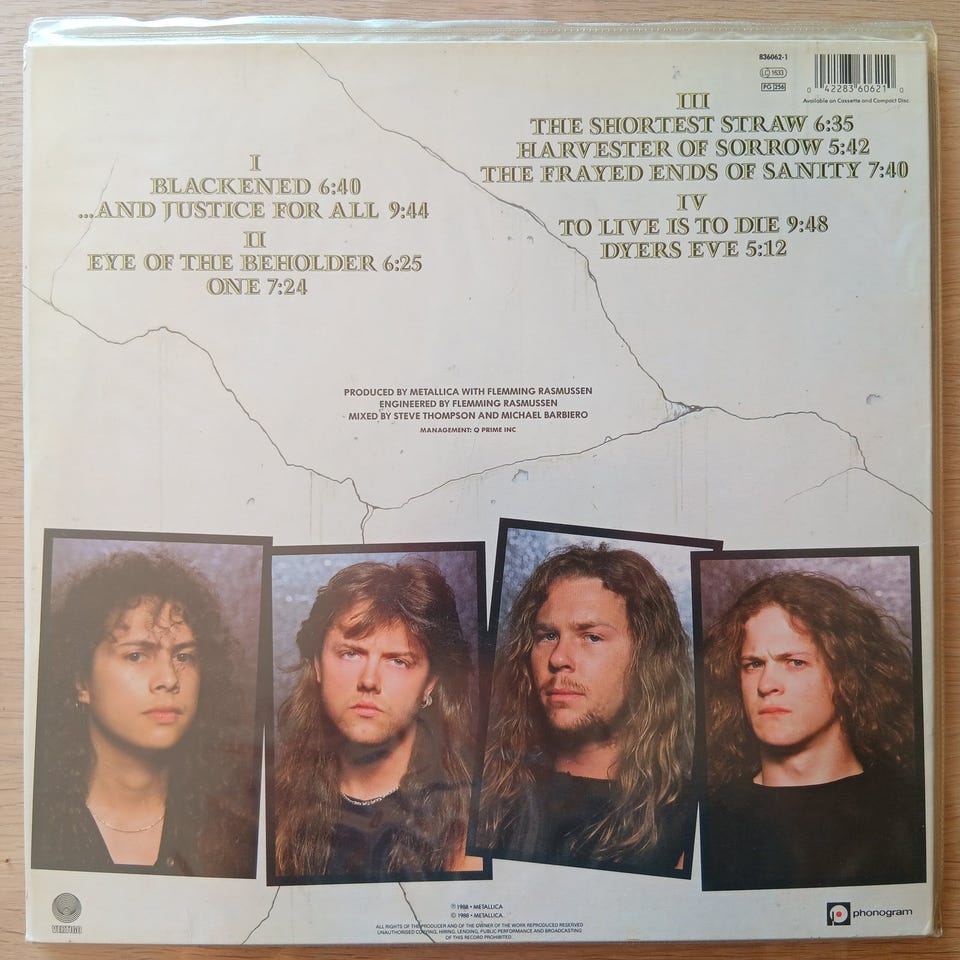 836062-1
LC 1633
PG 256
0 42283 60621 0
Available on Cassette and Compact Disc.
I
BLACKENED 6:40
...AND JUSTICE FOR ALL 9:44
II
EYE OF THE BEHOLDER 6:25
ONE 7:24
III
THE SHORTEST STRAW 6:35
HARVESTER OF SORROW 5:42
THE FRAYED ENDS OF SANITY 7:40
IV
TO LIVE IS TO DIE 9:48
DYERS EVE 5:12
PRODUCED BY METALLICA WITH FLEMMING RASMUSSEN
ENGINEERED BY FLEMMING RASMUSSEN
MIXED BY STEVE THOMPSON AND MICHAEL BARBIERO
MANAGEMENT: Q PRIME INC
VERTIGO
℗ 1988 • METALLICA
© 1988 • METALLICA.
ALL RIGHTS OF THE PRODUCER AND OF THE OWNER OF THE WORK REPRODUCED RESERVED
UNAUTHORISED COPYING, HIRING, LENDING, PUBLIC PERFORMANCE AND BROADCASTING
OF THIS RECORD PROHIBITED.
phonogram